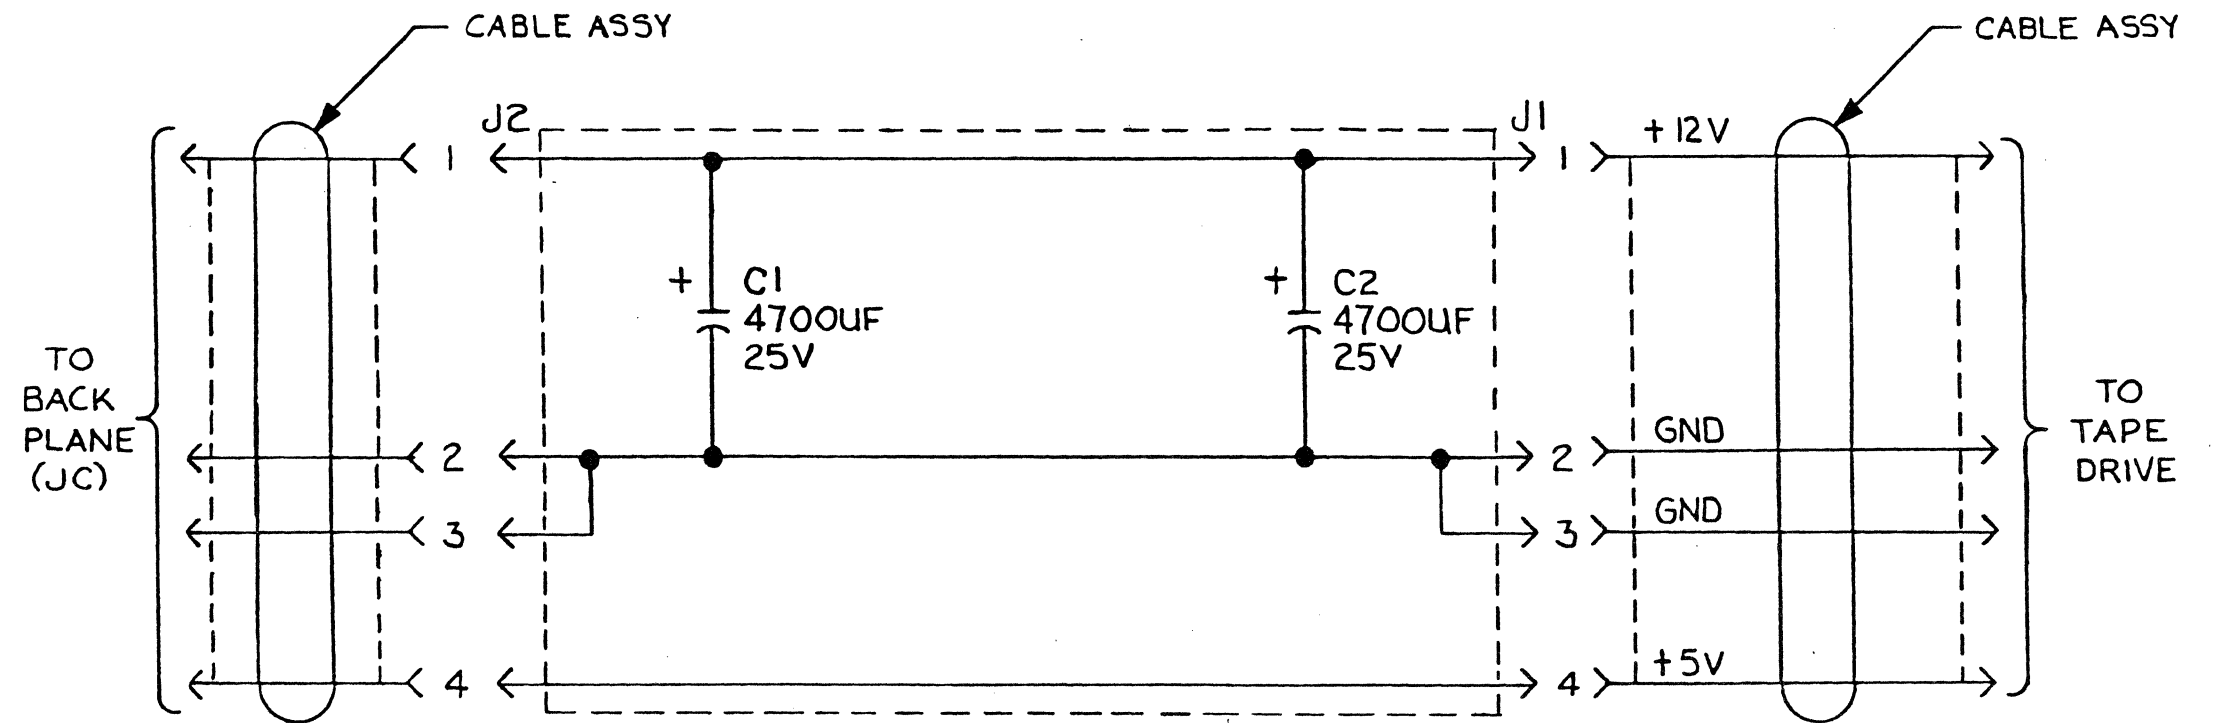 CABLE ASSY
CABLE ASSY
J2
J1
1
1
+12V
+ C1
4700UF
25V
+ C2
4700UF
25V
TO
BACK
PLANE
(JC)
TO
TAPE
DRIVE
2
2
GND
3
3
GND
4
4
+5V